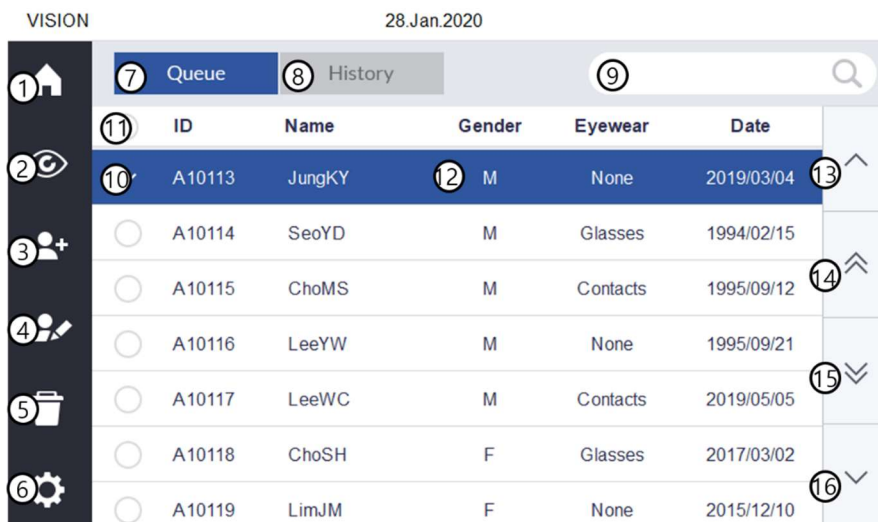 VISION 28.Jan.2020
1
7 Queue 8 History 9
11 ID Name Gender Eyewear Date
2 10 A10113 JungKY 12 M None 2019/03/04 13
3 A10114 SeoYD M Glasses 1994/02/15
A10115 ChoMS M Contacts 1995/09/12 14
4 A10116 LeeYW M None 1995/09/21
5 A10117 LeeWC M Contacts 2019/05/05 15
A10118 ChoSH F Glasses 2017/03/02
6 A10119 LimJM F None 2015/12/10 16